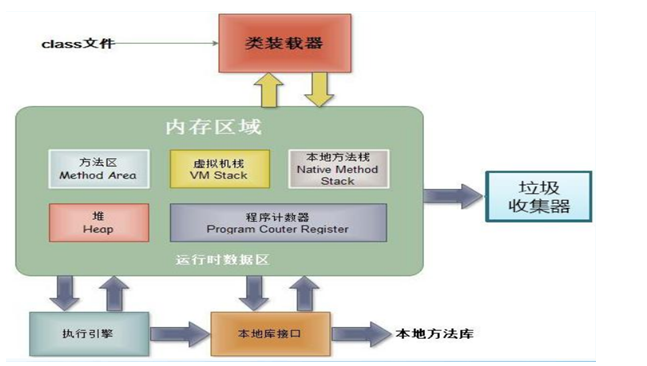 类装载器
class文件
内存区域
方法区
Method Area
虚拟机栈
VM Stack
本地方法栈
Native Method
Stack
堆
Heap
程序计数器
Program Couter Register
运行时数据区
垃圾
收集器
执行引擎
本地库接口
本地方法库